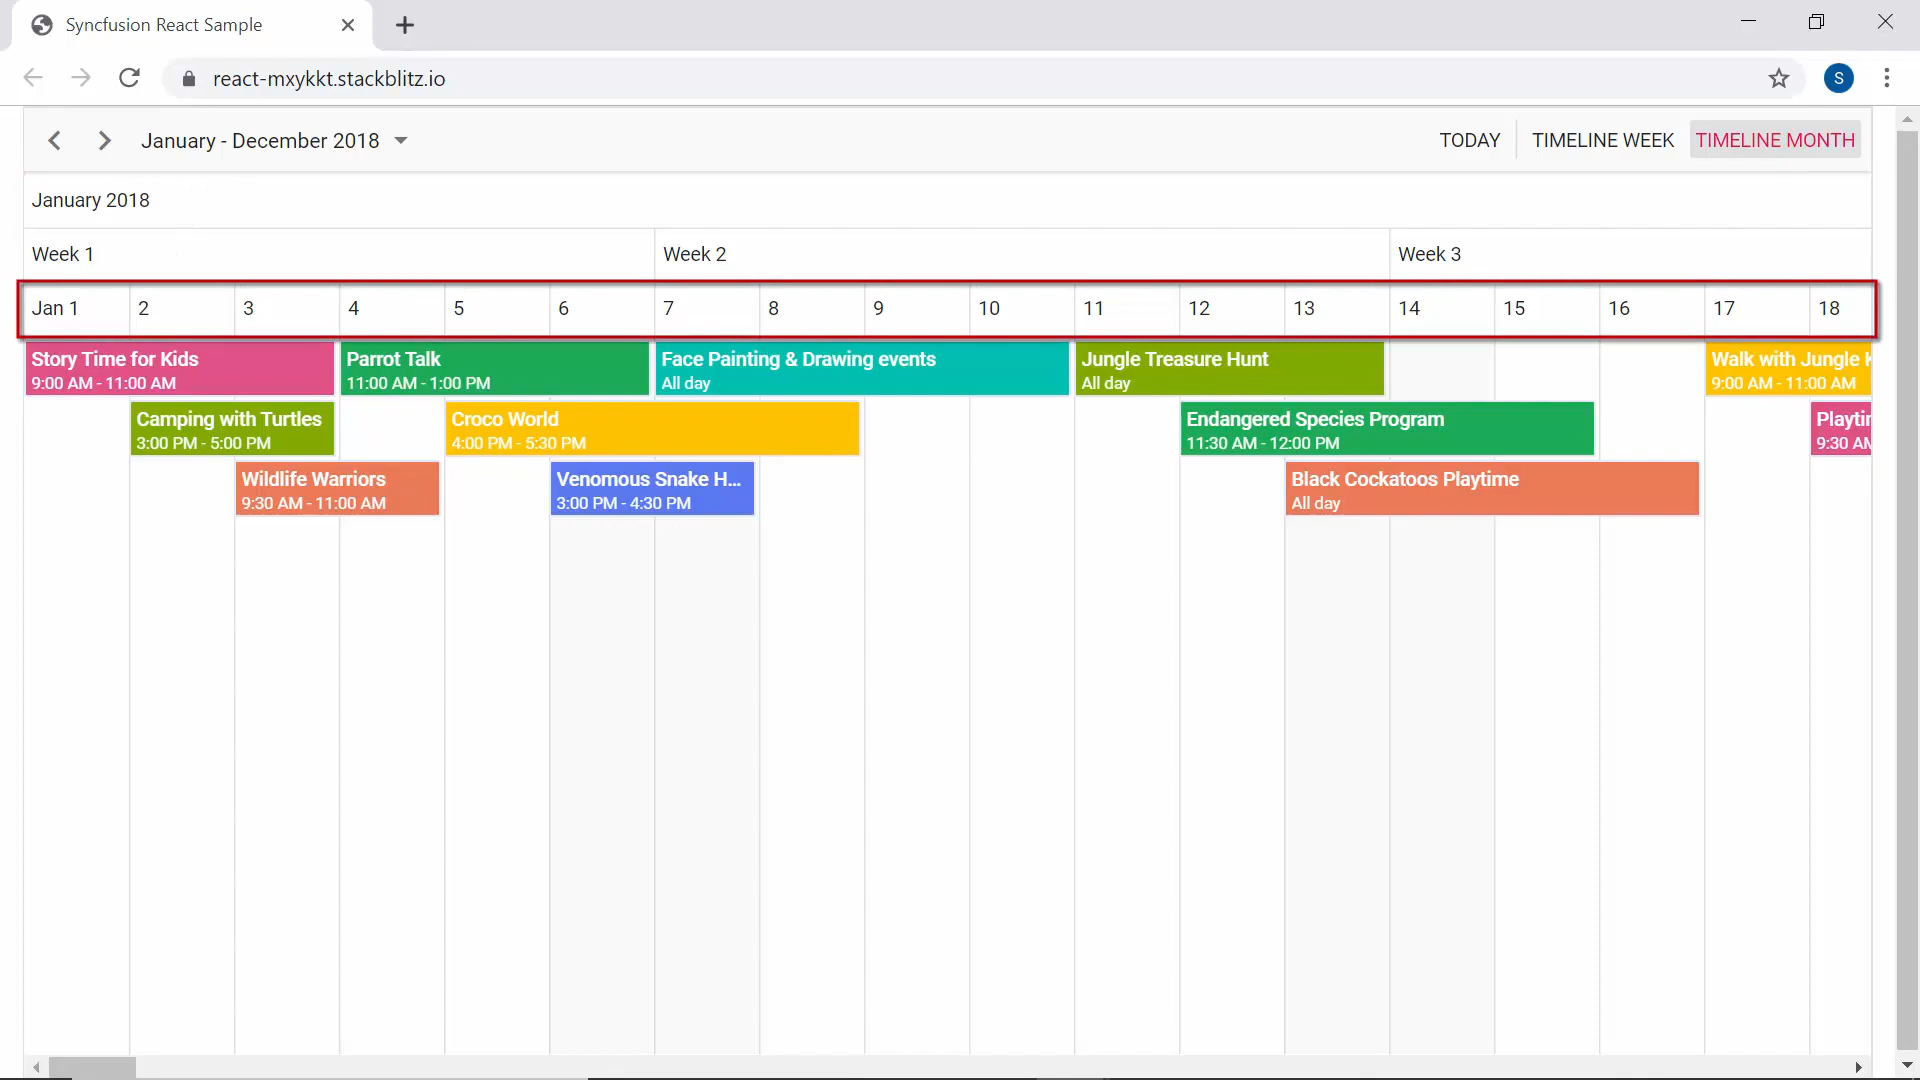 Syncfusion React Sample
react-mxykkt.stackblitz.io
S
January - December 2018
TODAY
TIMELINE WEEK
TIMELINE MONTH
January 2018
Week 1
Week 2
Week 3
Jan 1 2 3 4 5 6 7 8 9 10 11 12 13 14 15 16 17 18
Story Time for Kids
9:00 AM - 11:00 AM
Parrot Talk
11:00 AM - 1:00 PM
Face Painting & Drawing events
All day
Jungle Treasure Hunt
All day
Walk with Jungle
9:00 AM - 11:00 AM
Camping with Turtles
3:00 PM - 5:00 PM
Croco World
4:00 PM - 5:30 PM
Endangered Species Program
11:30 AM - 12:00 PM
9:30
Wildlife Warriors
9:30 AM - 11:00 AM
Venomous Snake H...
3:00 PM - 4:30 PM
Black Cockatoos Playtime
All day